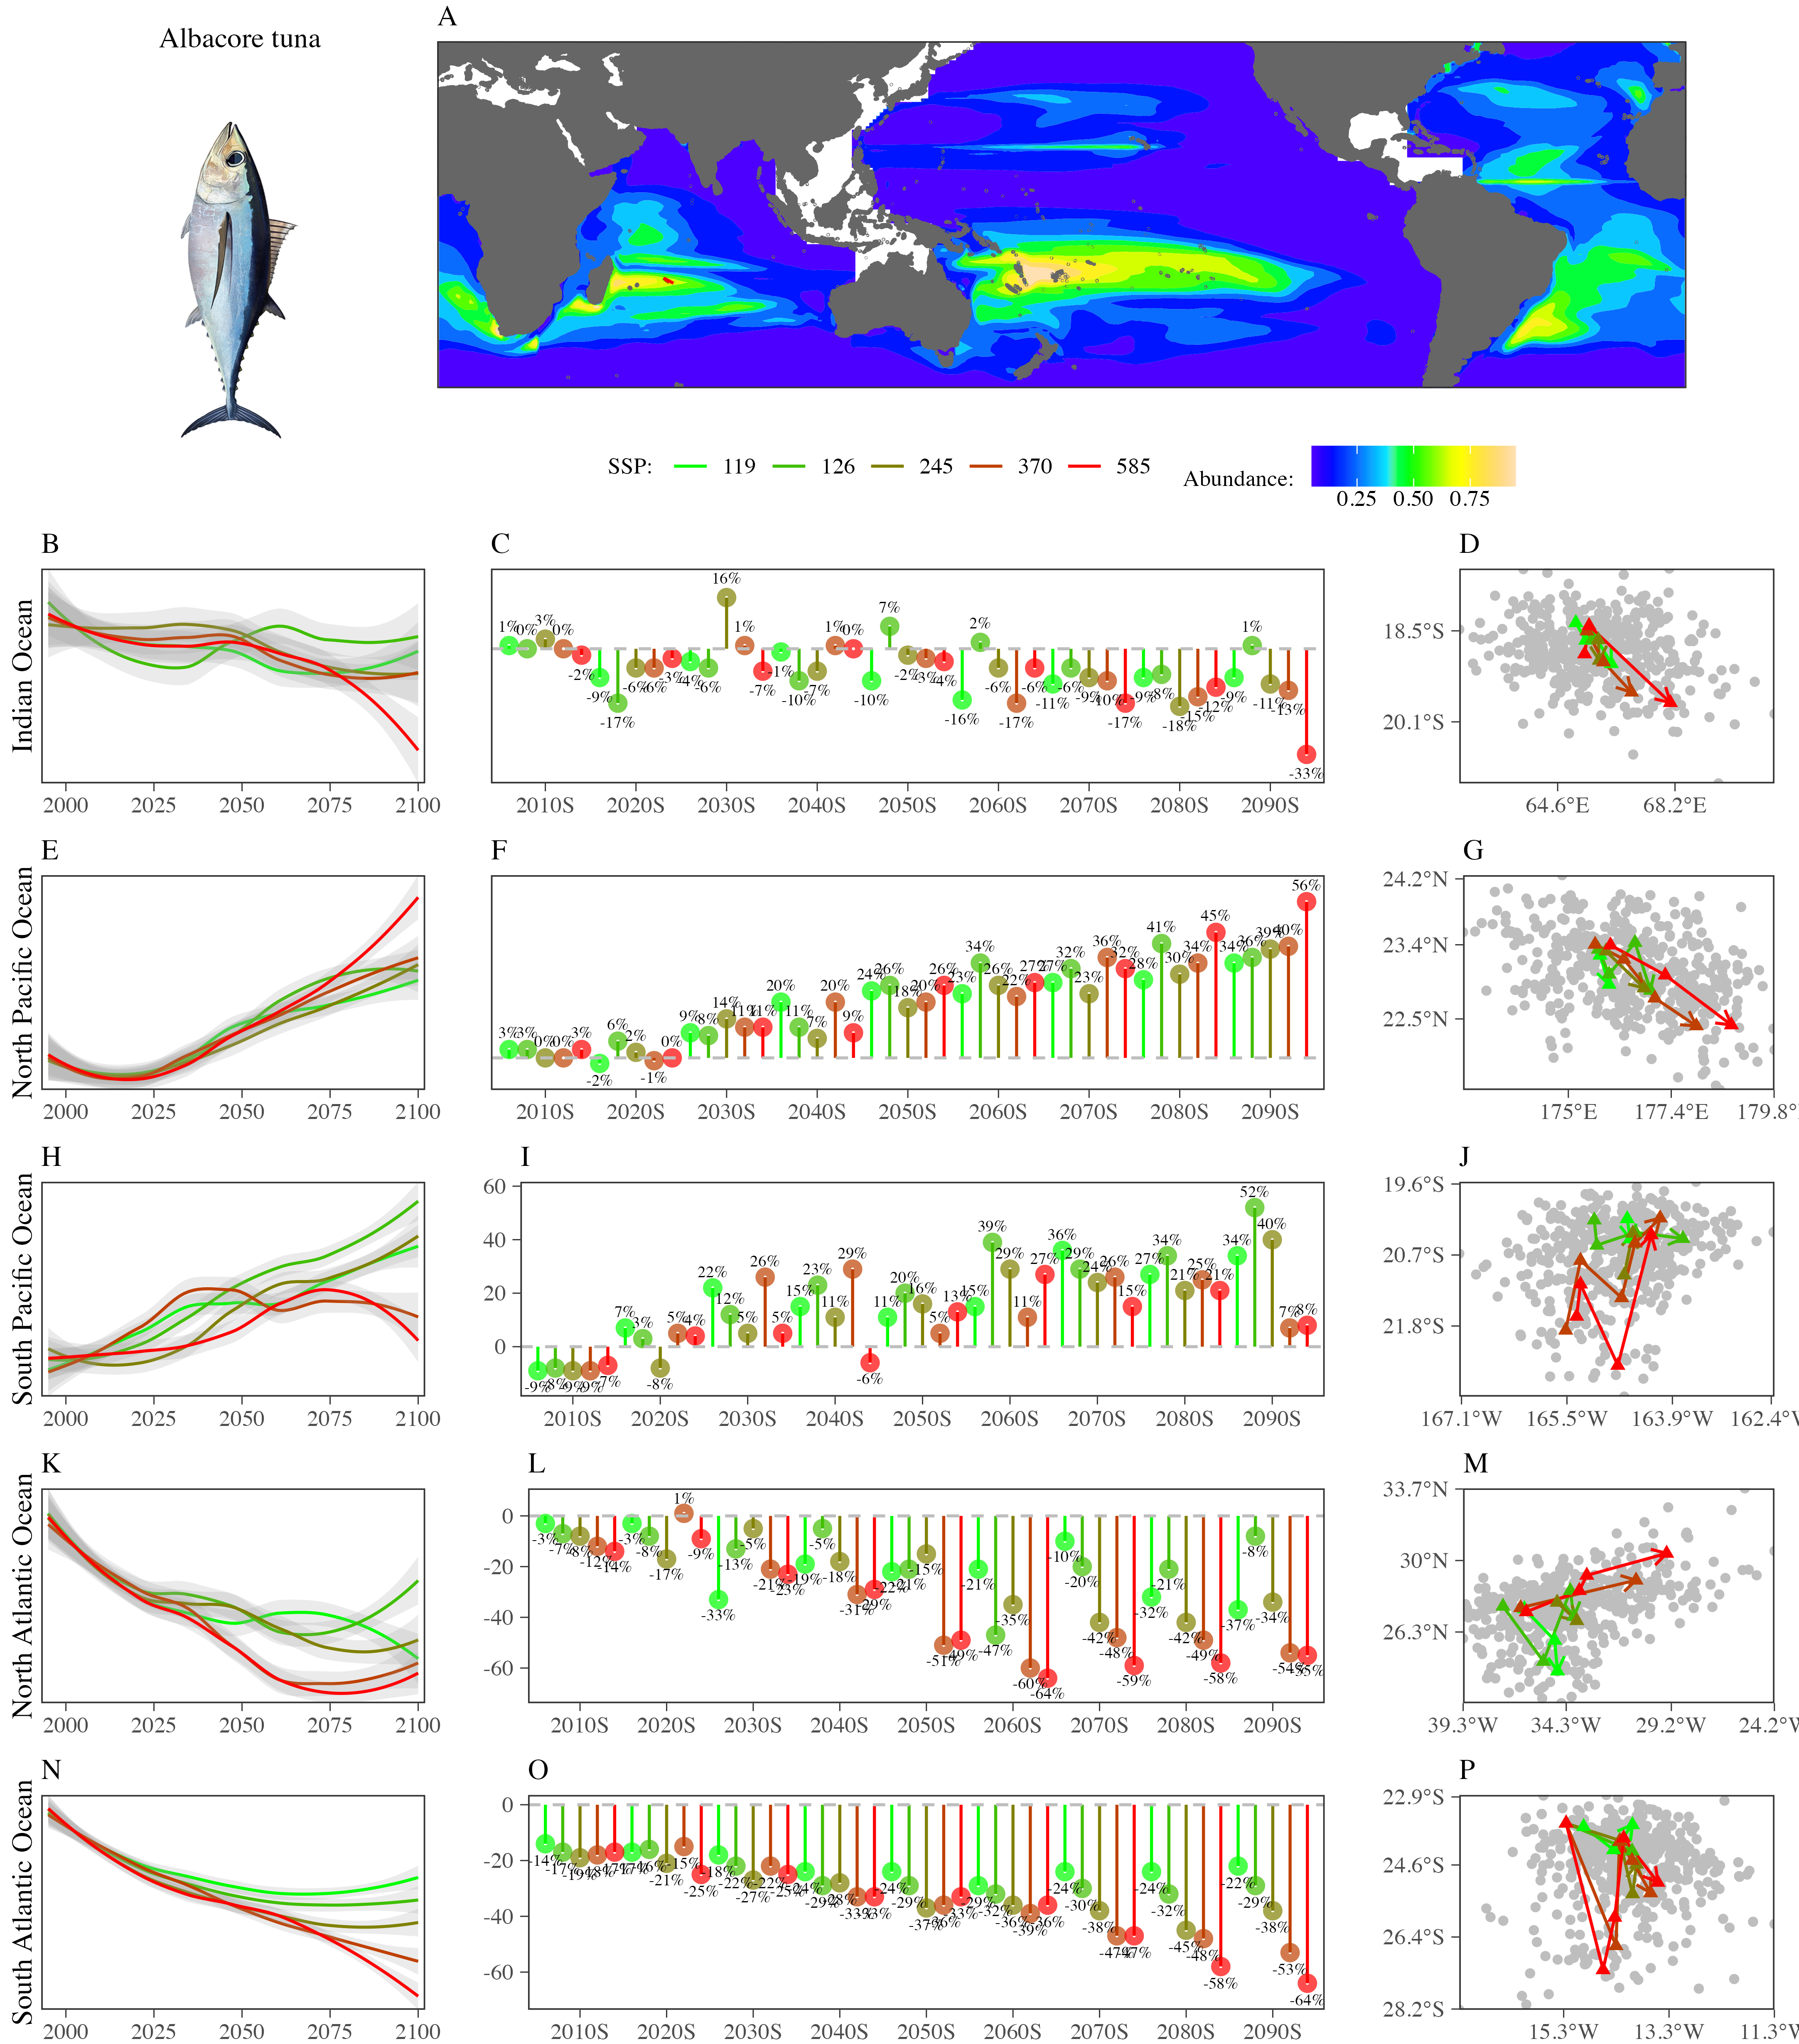 A
Albacore tuna
SSP: 119 126 245 370 585
Abundance: 0.25 0.50 0.75
B
Indian Ocean
2000 2025 2050 2075 2100
C
1% 0% 3% 0% -2% -9% -17% -6% -6% -3% -4% -6% 16% 1% -7% -1% -10% -7% 1% 0% -10% 7% -2% -3% -4% -16% 2% -6% -17% -6% -11% -6% -9% -10% -17% -9% -8% -18% -15% -12% -9% 1% -11% -13% -33%
2010S 2020S 2030S 2040S 2050S 2060S 2070S 2080S 2090S
D
18.5°S
20.1°S
64.6°E 68.2°E
E
North Pacific Ocean
2000 2025 2050 2075 2100
F
3% 3% 0% 0% 3% -2% 6% 2% -1% 0% 9% 8% 14% 11% 11% 20% 11% 7% 20% 9% 24% 26% 18% 20% 26% 23% 34% 26% 22% 27% 27% 32% 23% 36% 32% 28% 41% 30% 34% 45% 34% 36% 39% 40% 56%
2010S 2020S 2030S 2040S 2050S 2060S 2070S 2080S 2090S
G
24.2°N
23.4°N
22.5°N
175°E 177.4°E 179.8°
H
South Pacific Ocean
2000 2025 2050 2075 2100
I
60
40
20
0
-9% -8% -9% -9% -7% 7% 3% -8% 5% 4% 22% 12% 5% 26% 5% 15% 23% 11% 29% -6% 11% 20% 16% 5% 13% 15% 39% 29% 11% 27% 36% 29% 24% 26% 15% 27% 34% 21% 25% 21% 34% 52% 40% 7% 8%
2010S 2020S 2030S 2040S 2050S 2060S 2070S 2080S 2090S
J
19.6°S
20.7°S
21.8°S
167.1°W 165.5°W 163.9°W 162.4°W
K
North Atlantic Ocean
2000 2025 2050 2075 2100
L
0
-20
-40
-60
-3% -7% -8% -12% -14% -3% -8% -17% 1% -9% -33% -13% -5% -21% -23% -19% -5% -18% -31% -29% -22% -21% -15% -51% -49% -21% -47% -35% -60% -64% -10% -20% -42% -48% -59% -32% -21% -42% -49% -58% -37% -8% -34% -54% -55%
2010S 2020S 2030S 2040S 2050S 2060S 2070S 2080S 2090S
M
33.7°N
30°N
26.3°N
39.3°W 34.3°W 29.2°W 24.2°W
N
South Atlantic Ocean
2000 2025 2050 2075 2100
O
0
-20
-40
-60
-14% -17% -19% -18% -17% -17% -16% -21% -15% -25% -18% -22% -27% -22% -25% -24% -29% -28% -33% -33% -24% -29% -37% -36% -33% -29% -32% -36% -39% -36% -24% -30% -38% -47% -47% -24% -32% -45% -48% -58% -22% -29% -38% -53% -64%
2010S 2020S 2030S 2040S 2050S 2060S 2070S 2080S 2090S
P
22.9°S
24.6°S
26.4°S
28.2°S
15.3°W 13.3°W 11.3°W